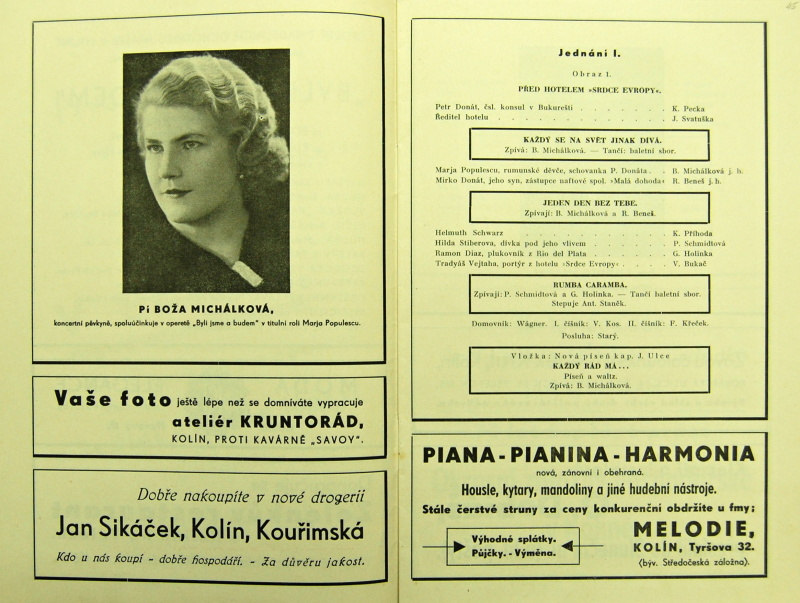 Pí BOŽA MICHÁLKOVÁ,
koncertní pěvkyně, spoluúčinkuje v operetě „Byli jsme a budem" v titulní roli Marja Populescu.
Vaše foto ještě lépe než se domníváte vypracuje
ateliér KRUNTORÁD,
KOLÍN, PROTI KAVÁRNĚ „SAVOY".
Dobře nakoupíte v nové drogerii
Jan Sikáček, Kolín, Kouřimská
Kdo u nás koupí - dobře hospodáří. - Za důvěru jakost.
45
Jednání I.
Obraz 1.
PŘED HOTELEM »SRDCE EVROPY«.
Petr Donát, čsl. konsul v Bukurešti . . . . . . . K. Pecka
Ředitel hotelu . . . . . . . . . . . . J. Svatuška
KAŽDÝ SE NA SVĚT JINAK DÍVÁ.
Zpívá: B. Michálková. — Tančí: baletní sbor.
Marja Populescu, rumunské děvče, schovanka P. Donáta . . B. Michálková j. h.
Mirko Donát, jeho syn, zástupce naftové spol. »Malá dohoda« R. Beneš j. h.
JEDEN DEN BEZ TEBE.
Zpívají: B. Michálková a R. Beneš.
Helmuth Schwarz . . . . . . . . . . . K. Příhoda
Hilda Stiberova, dívka pod jeho vlivem . . . . . . P. Schmidtová
Ramon Diaz, plukovník z Rio del Plata . . . . . . G. Holinka
Tradyáš Vejtaha, portýr z hotelu »Srdce Evropy« . . . . V. Bukač
RUMBA CARAMBA.
Zpívají: P. Schmidtová a G. Holinka. — Tančí baletní sbor.
Stepuje Ant. Staněk.
Domovník: Wágner. I. číšník: V. Kos. II. číšník: F. Křeček.
Posluha: Starý.
Vložka: Nová píseň kap. J. Ulce
KAŽDÝ RÁD MÁ...
Píseň a waltz.
Zpívá: B. Michálková.
PIANA - PIANINA - HARMONIA
nová, zánovní i obehraná.
Housle, kytary, mandoliny a jiné hudební nástroje.
Stále čerstvé struny za ceny konkurenční obdržíte u fmy;
Výhodné splátky.
Půjčky. - Výměna.
MELODIE,
KOLÍN, Tyršova 32.
(býv. Středočeská záložna).